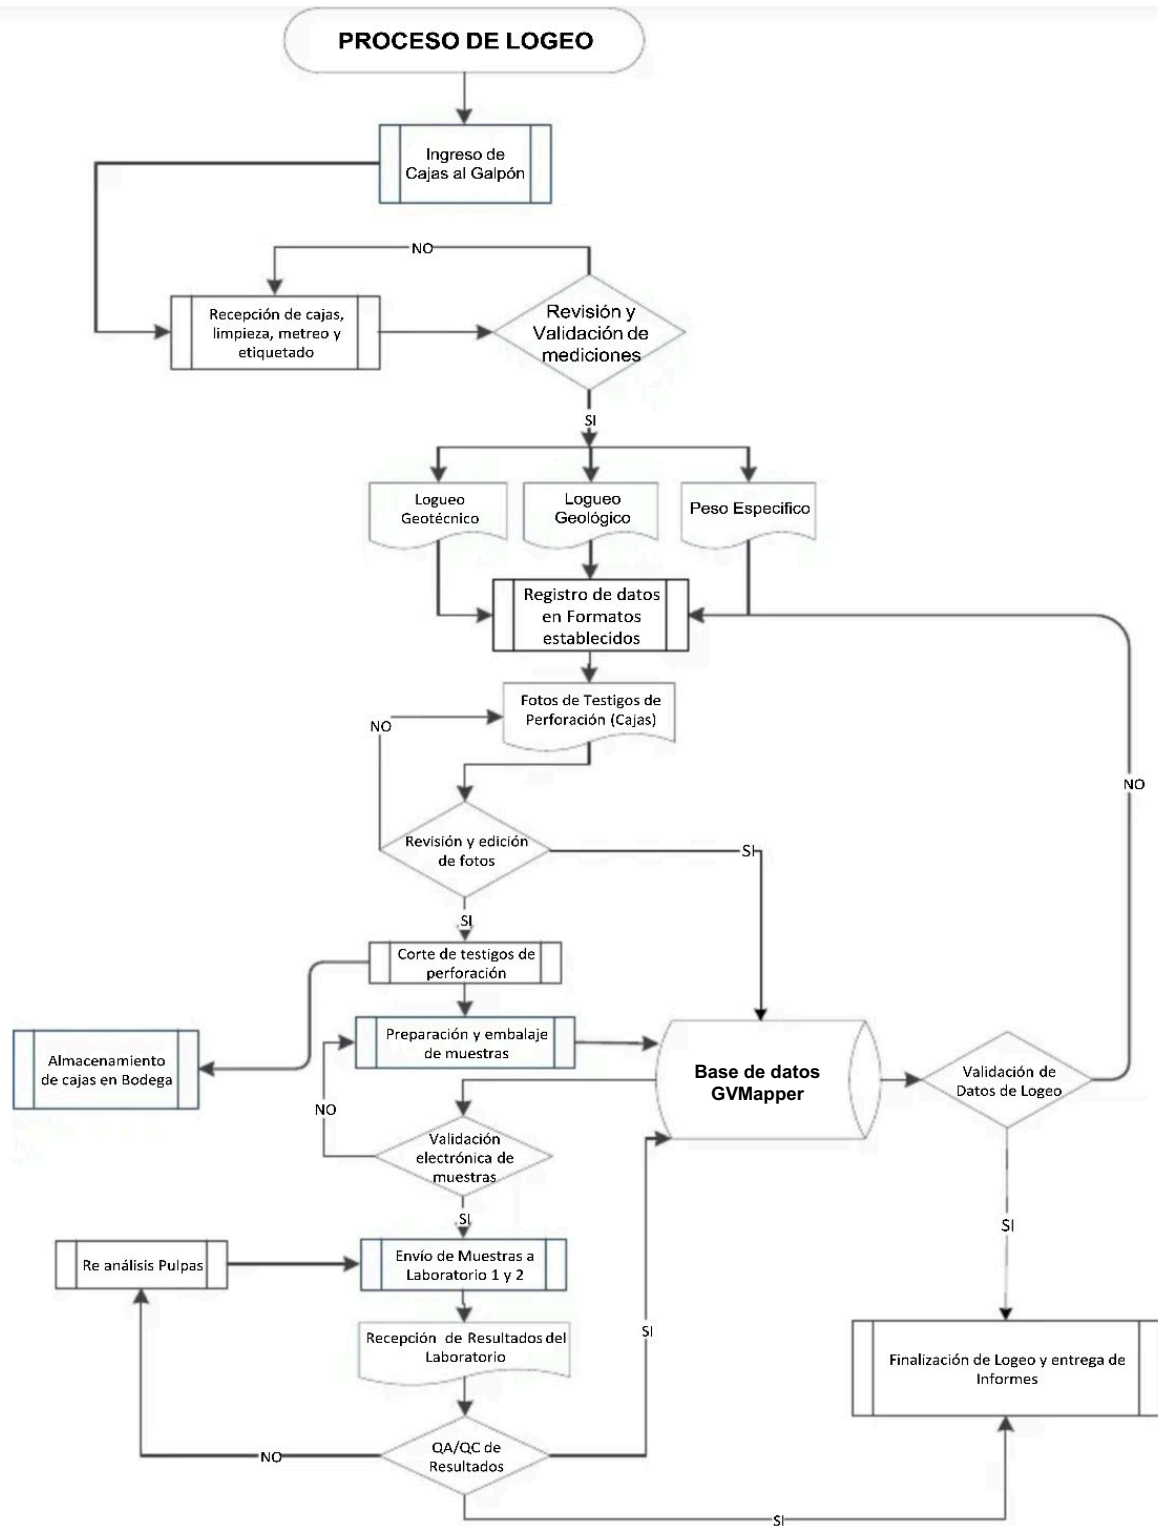 PROCESO DE LOGEO
Ingreso de
Cajas al Galpón
NO
Recepción de cajas,
limpieza, metreo y
etiquetado
Revisión y
Validación de
mediciones
SI
Logueo
Geotécnico
Logueo
Geológico
Peso Especifico
Registro de datos
en Formatos
establecidos
Fotos de Testigos de
Perforación (Cajas)
NO
NO
Revisión y edición
de fotos
SI
SI
Corte de testigos de
perforación
Preparación y embalaje
de muestras
Almacenamiento
de cajas en Bodega
Base de datos
GVMapper
Validación de
Datos de Logeo
NO
Validación
electrónica de
muestras
SI
SI
Re análisis Pulpas
Envío de Muestras a
Laboratorio 1 y 2
Recepción de Resultados del
Laboratorio
SI
Finalización de Logeo y entrega de
Informes
QA/QC de
Resultados
NO
SI